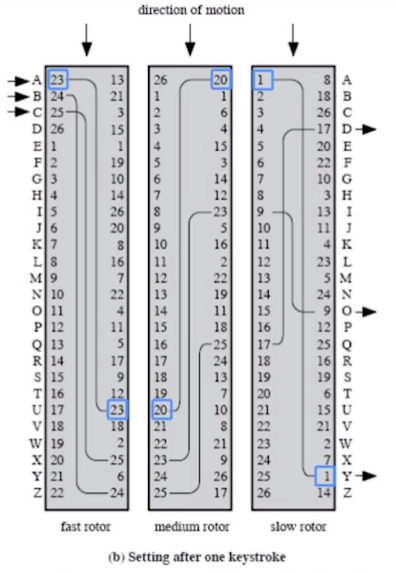 direction of motion
A 23 13 26 20 1 8 A
B 24 21 1 1 2 18 B
C 25 3 2 6 3 26 C
D 26 15 3 4 4 17 D
E 1 1 4 15 5 20 E
F 2 19 5 3 6 22 F
G 3 10 6 14 7 10 G
H 4 14 7 12 8 3 H
I 5 26 8 23 9 13 I
J 6 20 9 5 10 11 J
K 7 8 10 16 11 4 K
L 8 16 11 2 12 23 L
M 9 7 12 22 13 5 M
N 10 22 13 19 14 24 N
O 11 4 14 11 15 9 O
P 12 11 15 18 16 12 P
Q 13 5 16 25 17 25 Q
R 14 17 17 24 18 16 R
S 15 9 18 13 19 19 S
T 16 12 19 7 20 6 T
U 17 23 20 10 21 15 U
V 18 18 21 8 22 21 V
W 19 2 22 21 23 2 W
X 20 25 23 9 24 7 X
Y 21 6 24 26 25 1 Y
Z 22 24 25 17 26 14 Z
fast rotor medium rotor slow rotor
(b) Setting after one keystroke